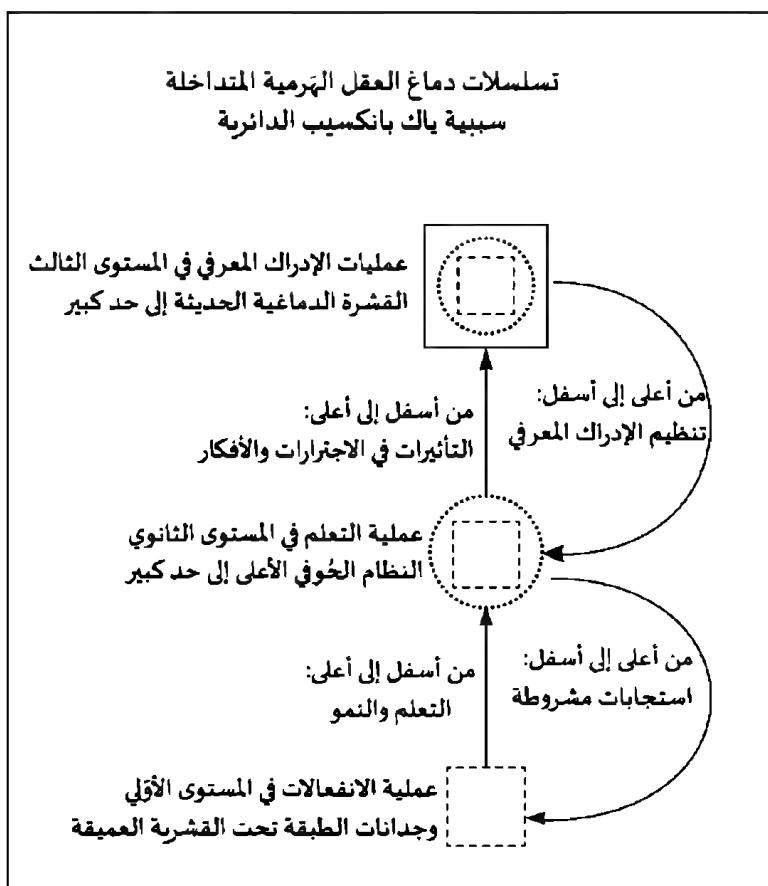 تسلسلات دماغ العقل الهَرمية المتداخلة
سببية ياك بانكسيب الدائرية
عمليات الإدراك المعرفي في المستوى الثالث
القشرة الدماغية الحديثة إلى حد كبير
من أعلى إلى أسفل:
تنظيم الإدراك المعرفي
من أسفل إلى أعلى:
التأثيرات في الاجترارات والأفكار
عملية التعلم في المستوى الثانوي
النظام الحُوفي الأعلى إلى حد كبير
من أعلى إلى أسفل:
استجابات مشروطة
من أسفل إلى أعلى:
التعلم والنمو
عملية الانفعالات في المستوى الأوّلي
وجدانات الطبقة تحت القشرية العميقة